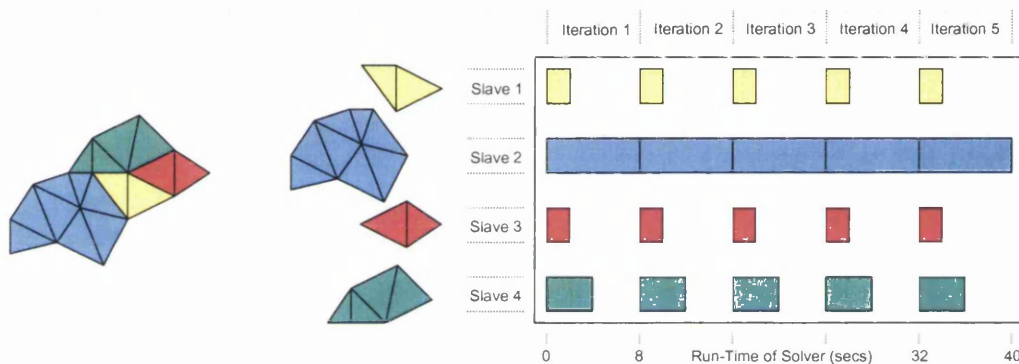 Iteration 1 Iteration 2 Iteration 3 Iteration 4 Iteration 5
Slave 1
Slave 2
Slave 3
Slave 4
0 8 Run-Time of Solver (secs) 32 40